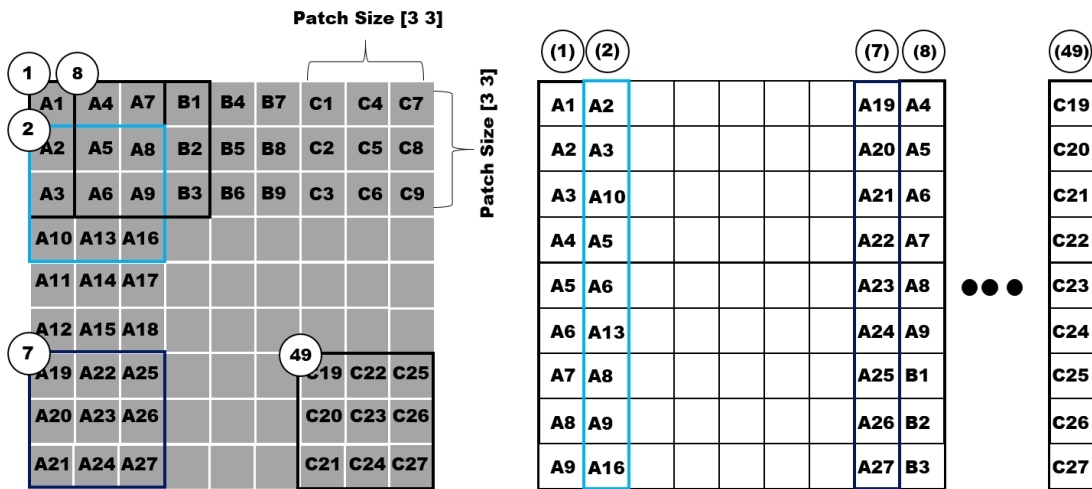 Patch Size [3 3]
Patch Size [3 3]
1 8
A1 A4 A7 B1 B4 B7 C1 C4 C7
2
A2 A5 A8 B2 B5 B8 C2 C5 C8
A3 A6 A9 B3 B6 B9 C3 C6 C9
A10 A13 A16
A11 A14 A17
A12 A15 A18
7 49
A19 A22 A25 C19 C22 C25
A20 A23 A26 C20 C23 C26
A21 A24 A27 C21 C24 C27
(1) (2) (7) (8) (49)
A1 A2 A19 A4 C19
A2 A3 A20 A5 C20
A3 A10 A21 A6 C21
A4 A5 A22 A7 C22
A5 A6 A23 A8 C23
A6 A13 A24 A9 C24
A7 A8 A25 B1 C25
A8 A9 A26 B2 C26
A9 A16 A27 B3 C27